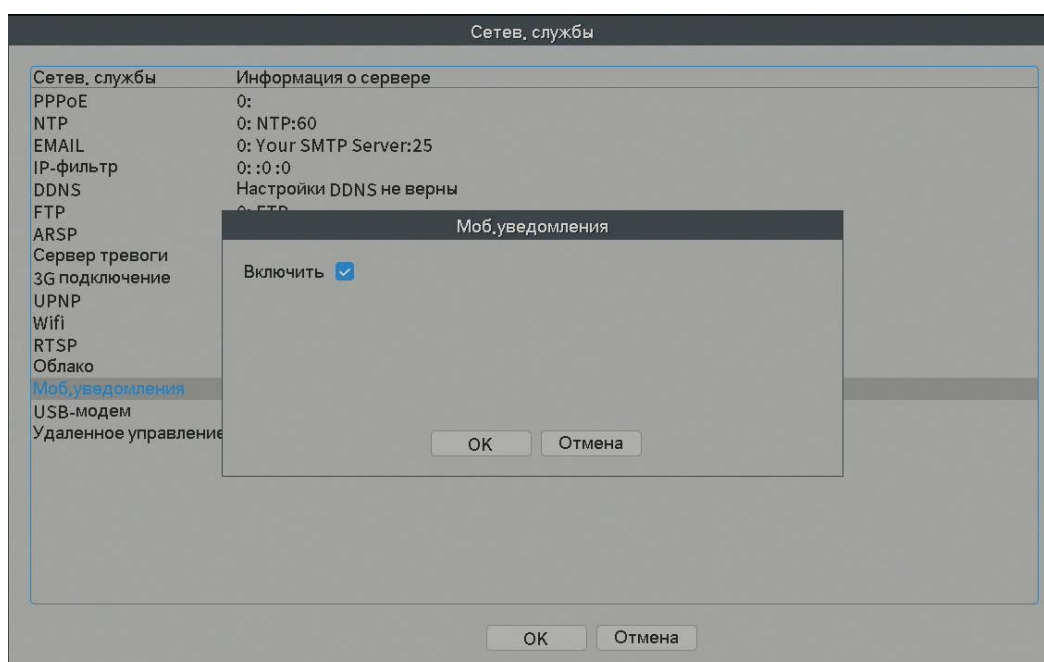 Сетев. службы
Сетев. службы Информация о сервере
PPPoE 0:
NTP 0: NTP:60
EMAIL 0: Your SMTP Server:25
IP-фильтр 0: :0 :0
DDNS Настройки DDNS не верны
FTP 0: FTP
ARSP
Моб.уведомления
Сервер тревоги
3G подключение
Включить
UPNP
Wifi
RTSP
Облако
Моб.уведомления
USB-модем
Удаленное управление
OK Отмена
OK Отмена